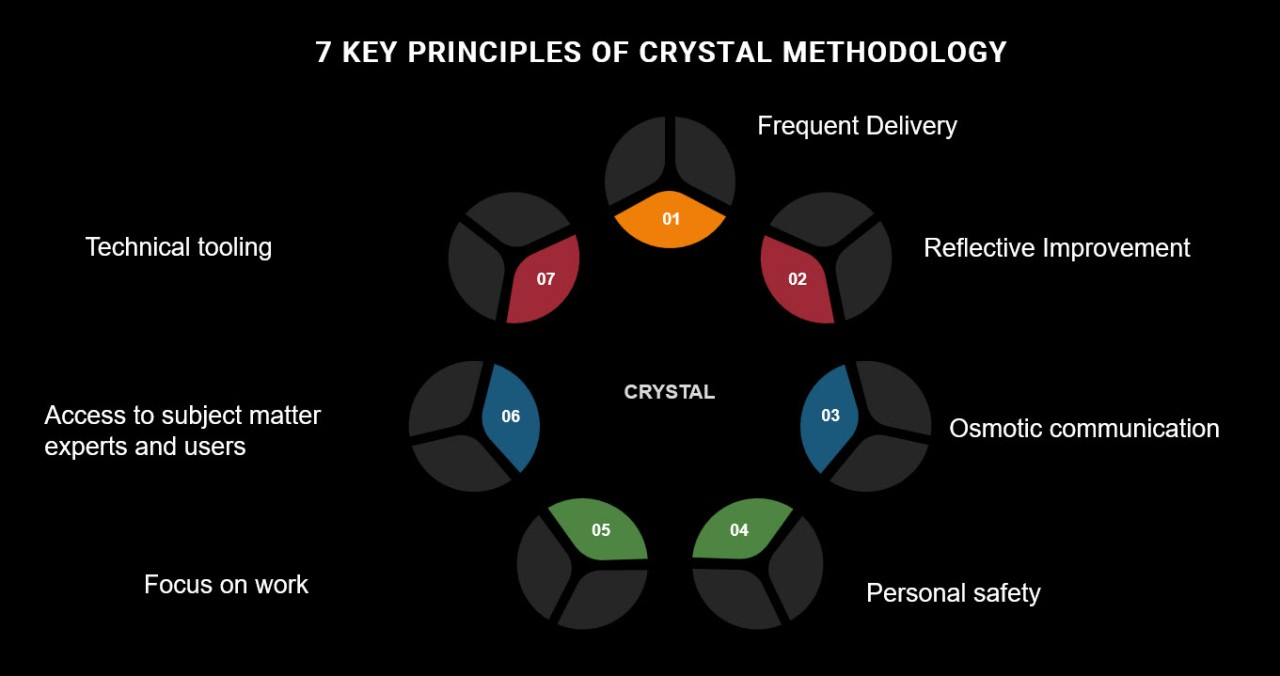 7 KEY PRINCIPLES OF CRYSTAL METHODOLOGY
01
Frequent Delivery
02
Reflective Improvement
03
Osmotic communication
04
Personal safety
05
Focus on work
06
Access to subject matter
experts and users
07
Technical tooling
CRYSTAL